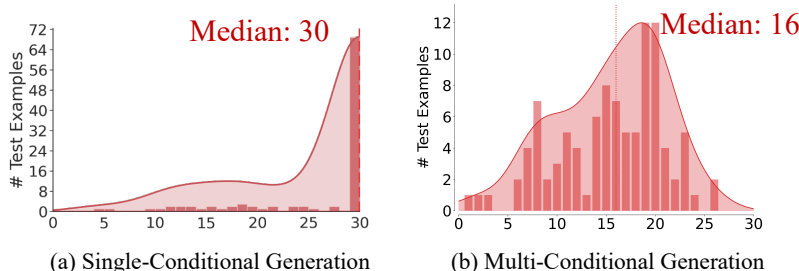 Median: 30
# Test Examples
72
64
56
48
40
32
24
16
8
0
0 5 10 15 20 25 30
(a) Single-Conditional Generation
Median: 16
# Test Examples
12
10
8
6
4
2
0
0 5 10 15 20 25 30
(b) Multi-Conditional Generation